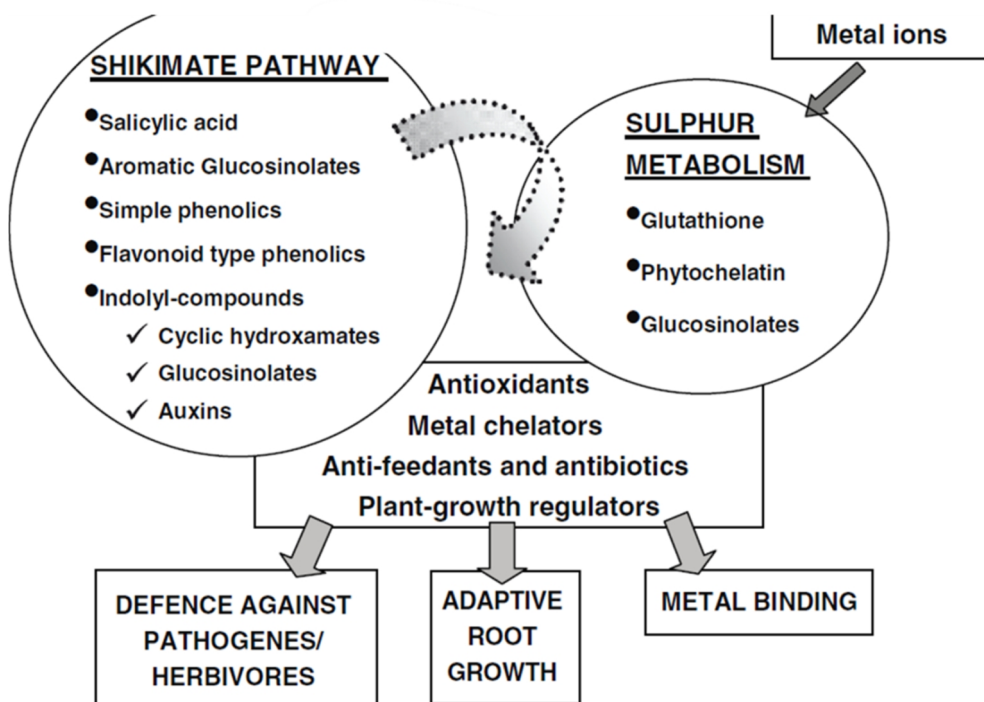 Metal ions
SHIKIMATE PATHWAY
•Salicylic acid
•Aromatic Glucosinolates
•Simple phenolics
•Flavonoid type phenolics
•Indolyl-compounds
✓ Cyclic hydroxamates
✓ Glucosinolates
✓ Auxins
SULPHUR
METABOLISM
•Glutathione
•Phytochelatin
•Glucosinolates
Antioxidants
Metal chelators
Anti-feedants and antibiotics
Plant-growth regulators
DEFENCE AGAINST
PATHOGENES/
HERBIVORES
ADAPTIVE
ROOT
GROWTH
METAL BINDING